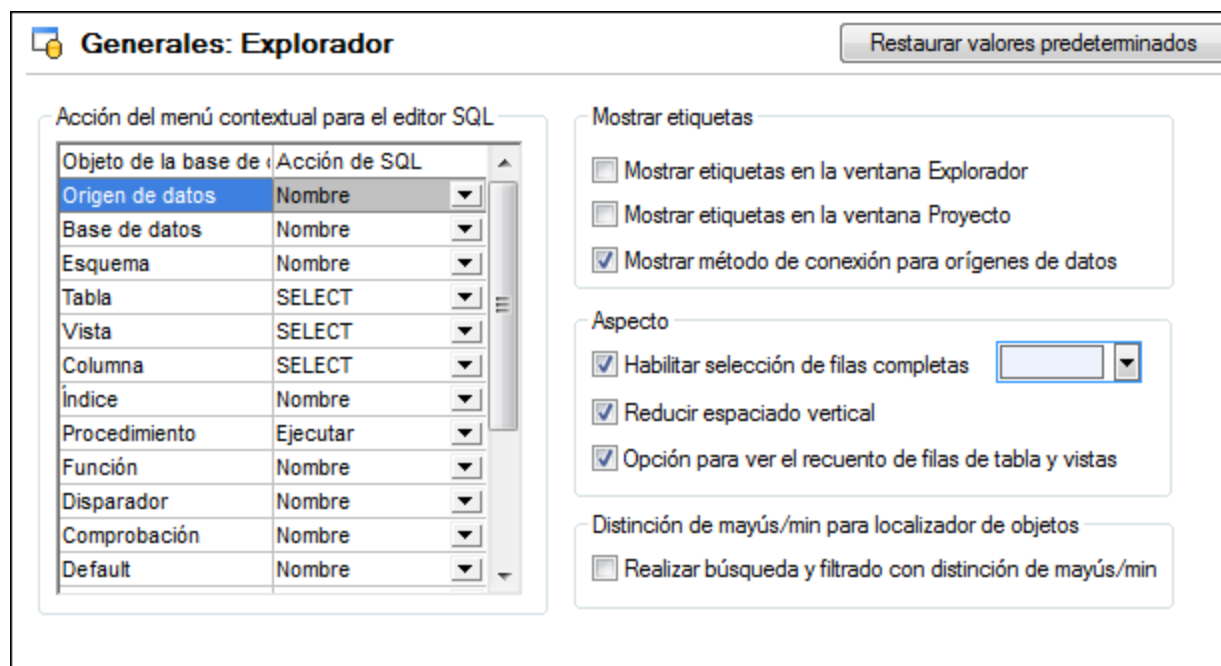 Generales: Explorador
Restaurar valores predeterminados
Acción del menú contextual para el editor SQL
Objeto de la base de Acción de SQL
Origen de datos Nombre
Base de datos Nombre
Esquema Nombre
Tabla SELECT
Vista SELECT
Columna SELECT
Índice Nombre
Procedimiento Ejecutar
Función Nombre
Disparador Nombre
Comprobación Nombre
Default Nombre
Mostrar etiquetas
Mostrar etiquetas en la ventana Explorador
Mostrar etiquetas en la ventana Proyecto
Mostrar método de conexión para orígenes de datos
Aspecto
Habilitar selección de filas completas
Reducir espaciado vertical
Opción para ver el recuento de filas de tabla y vistas
Distinción de mayús/min para localizador de objetos
Realizar búsqueda y filtrado con distinción de mayús/min